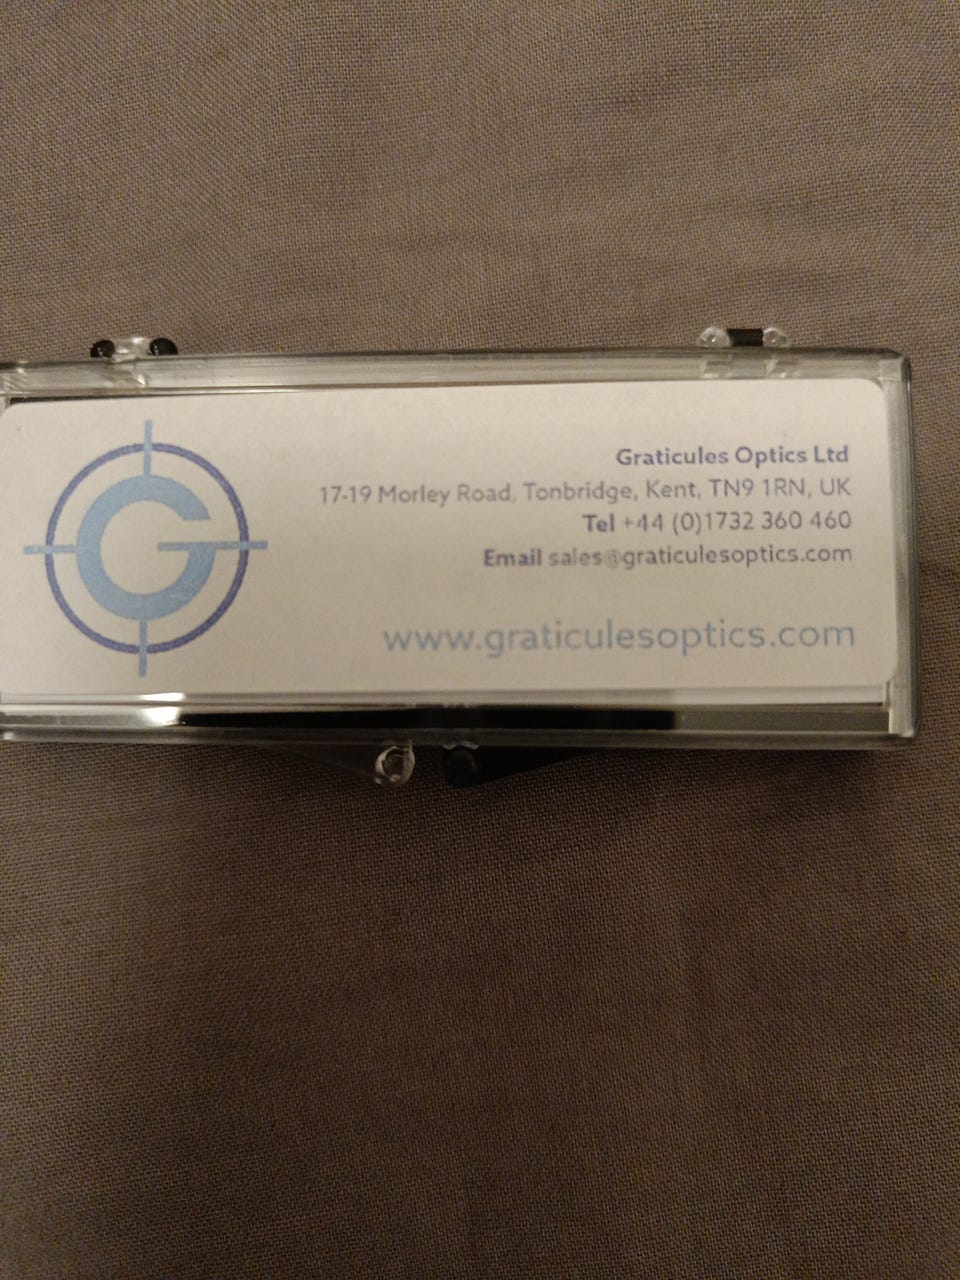 Graticules Optics Ltd
17-19 Morley Road, Tonbridge, Kent, TN9 1RN, UK
Tel +44 (0)1732 360 460
Email sales@graticulesoptics.com
www.graticulesoptics.com